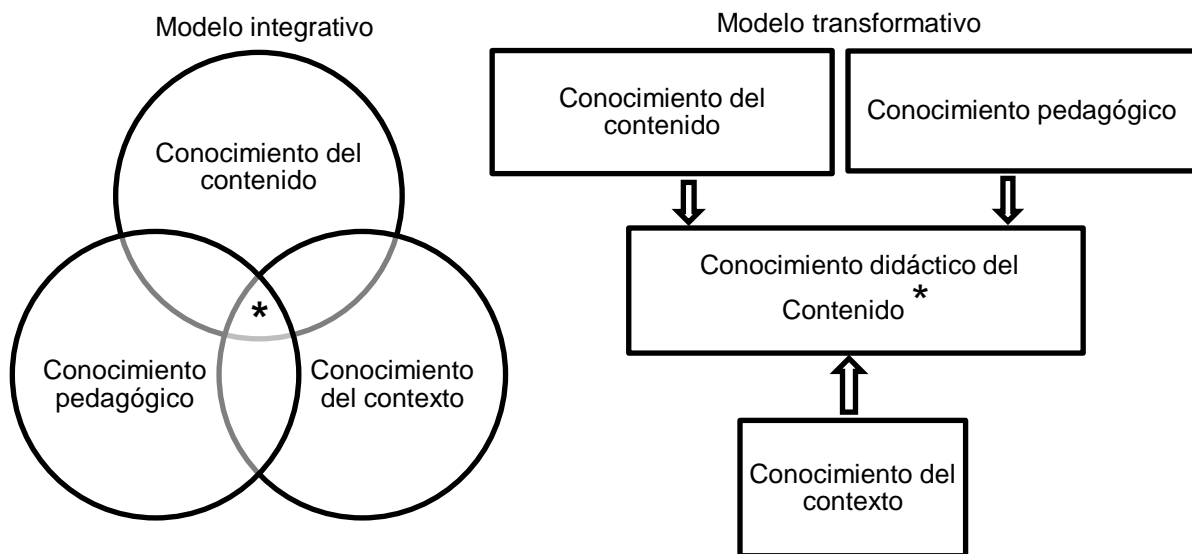 Modelo integrativo
Conocimiento del
contenido
*
Conocimiento
pedagógico
Conocimiento
del contexto
Modelo transformativo
Conocimiento del
contenido
Conocimiento pedagógico
Conocimiento didáctico del
Contenido *
Conocimiento del
contexto